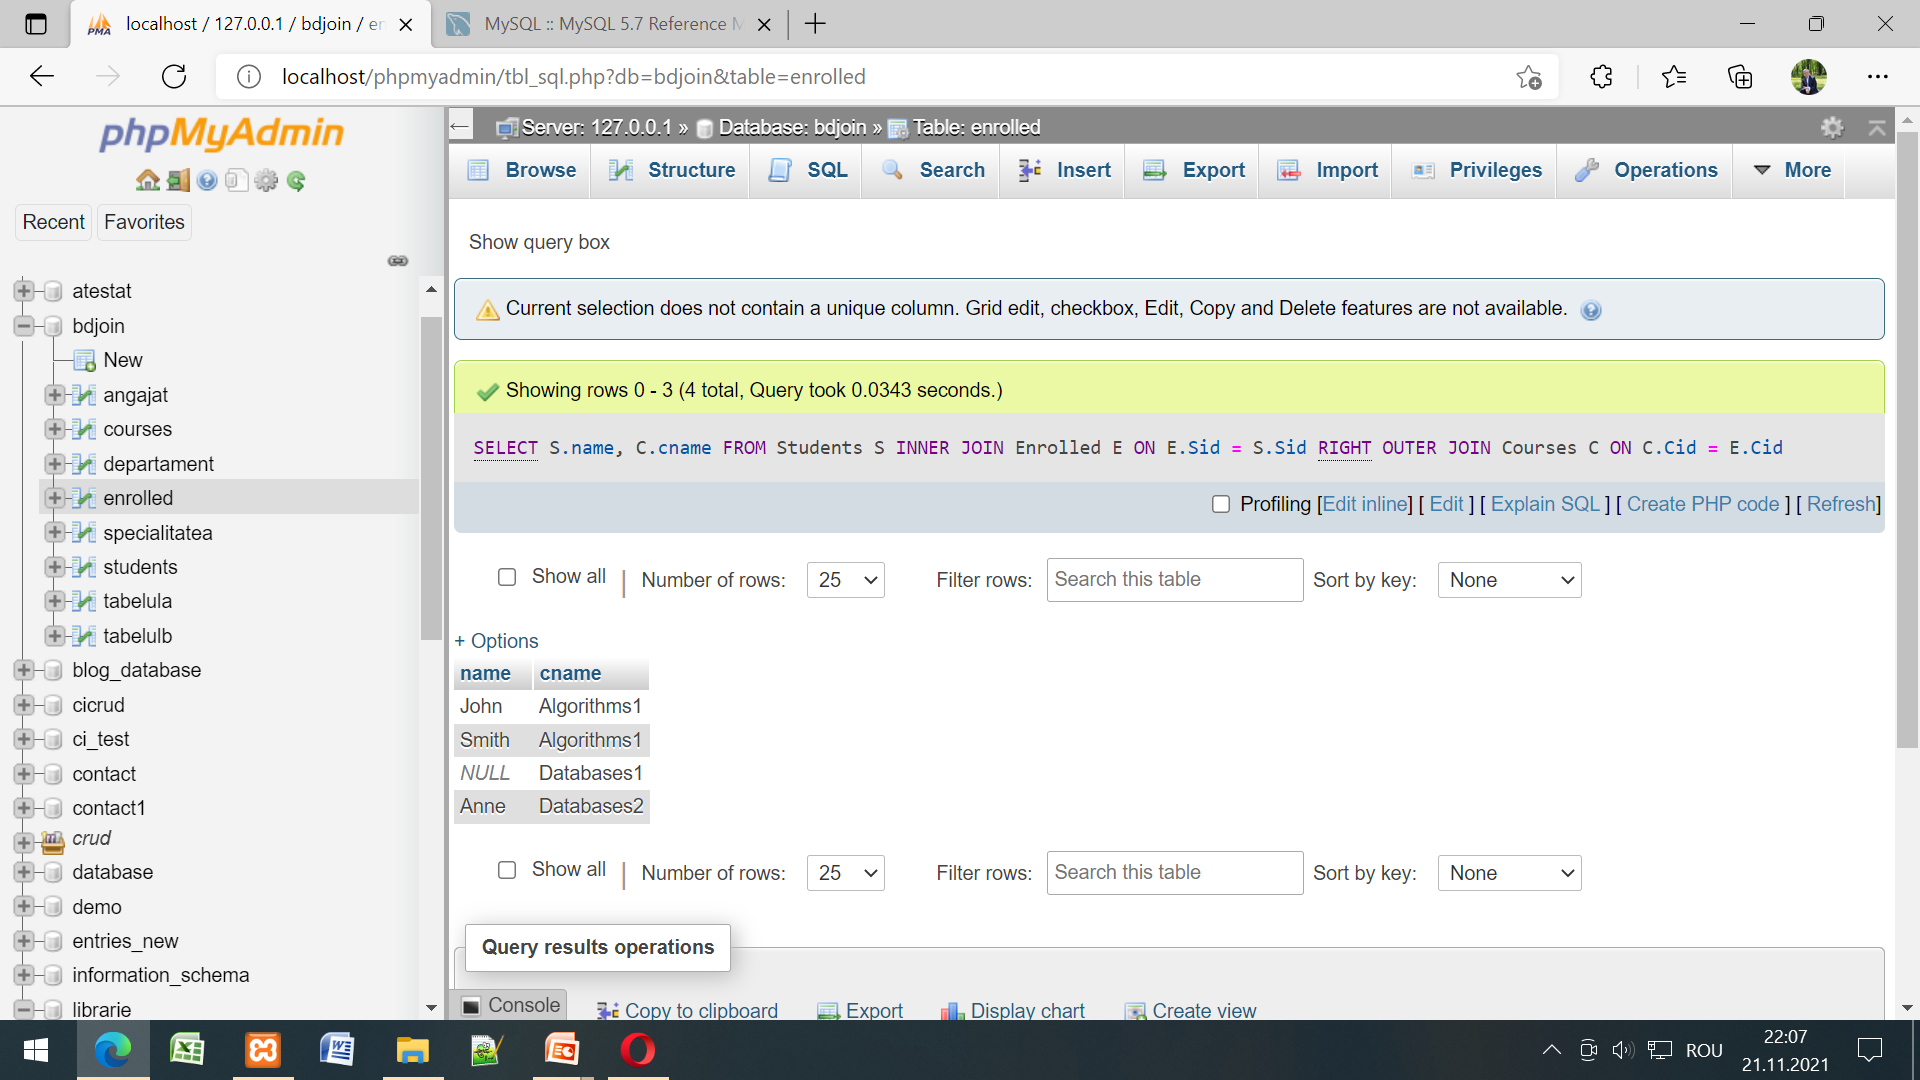 localhost / 127.0.0.1 / bdjoin / en
MySQL :: MySQL 5.7 Reference M
localhost/phpmyadmin/tbl_sql.php?db=bdjoin&table=enrolled
phpMyAdmin
Recent Favorites
atestat
bdjoin
New
angajat
courses
departament
enrolled
specialitatea
students
tabelula
tabelulb
blog_database
cicrud
ci_test
contact
contact1
crud
database
demo
entries_new
information_schema
librarie
Server: 127.0.0.1 » Database: bdjoin » Table: enrolled
Browse Structure SQL Search Insert Export Import Privileges Operations More
Show query box
Current selection does not contain a unique column. Grid edit, checkbox, Edit, Copy and Delete features are not available.
Showing rows 0 - 3 (4 total, Query took 0.0343 seconds.)
SELECT S.name, C.cname FROM Students S INNER JOIN Enrolled E ON E.Sid = S.Sid RIGHT OUTER JOIN Courses C ON C.Cid = E.Cid
Profiling [Edit inline] [ Edit ] [ Explain SQL ] [ Create PHP code ] [ Refresh]
Show all | Number of rows: 25 Filter rows: Search this table Sort by key: None
+ Options
name cname
John Algorithms1
Smith Algorithms1
NULL Databases1
Anne Databases2
Show all | Number of rows: 25 Filter rows: Search this table Sort by key: None
Query results operations
Console Copy to clipboard Export Display chart Create view
ROU
22:07
21.11.2021